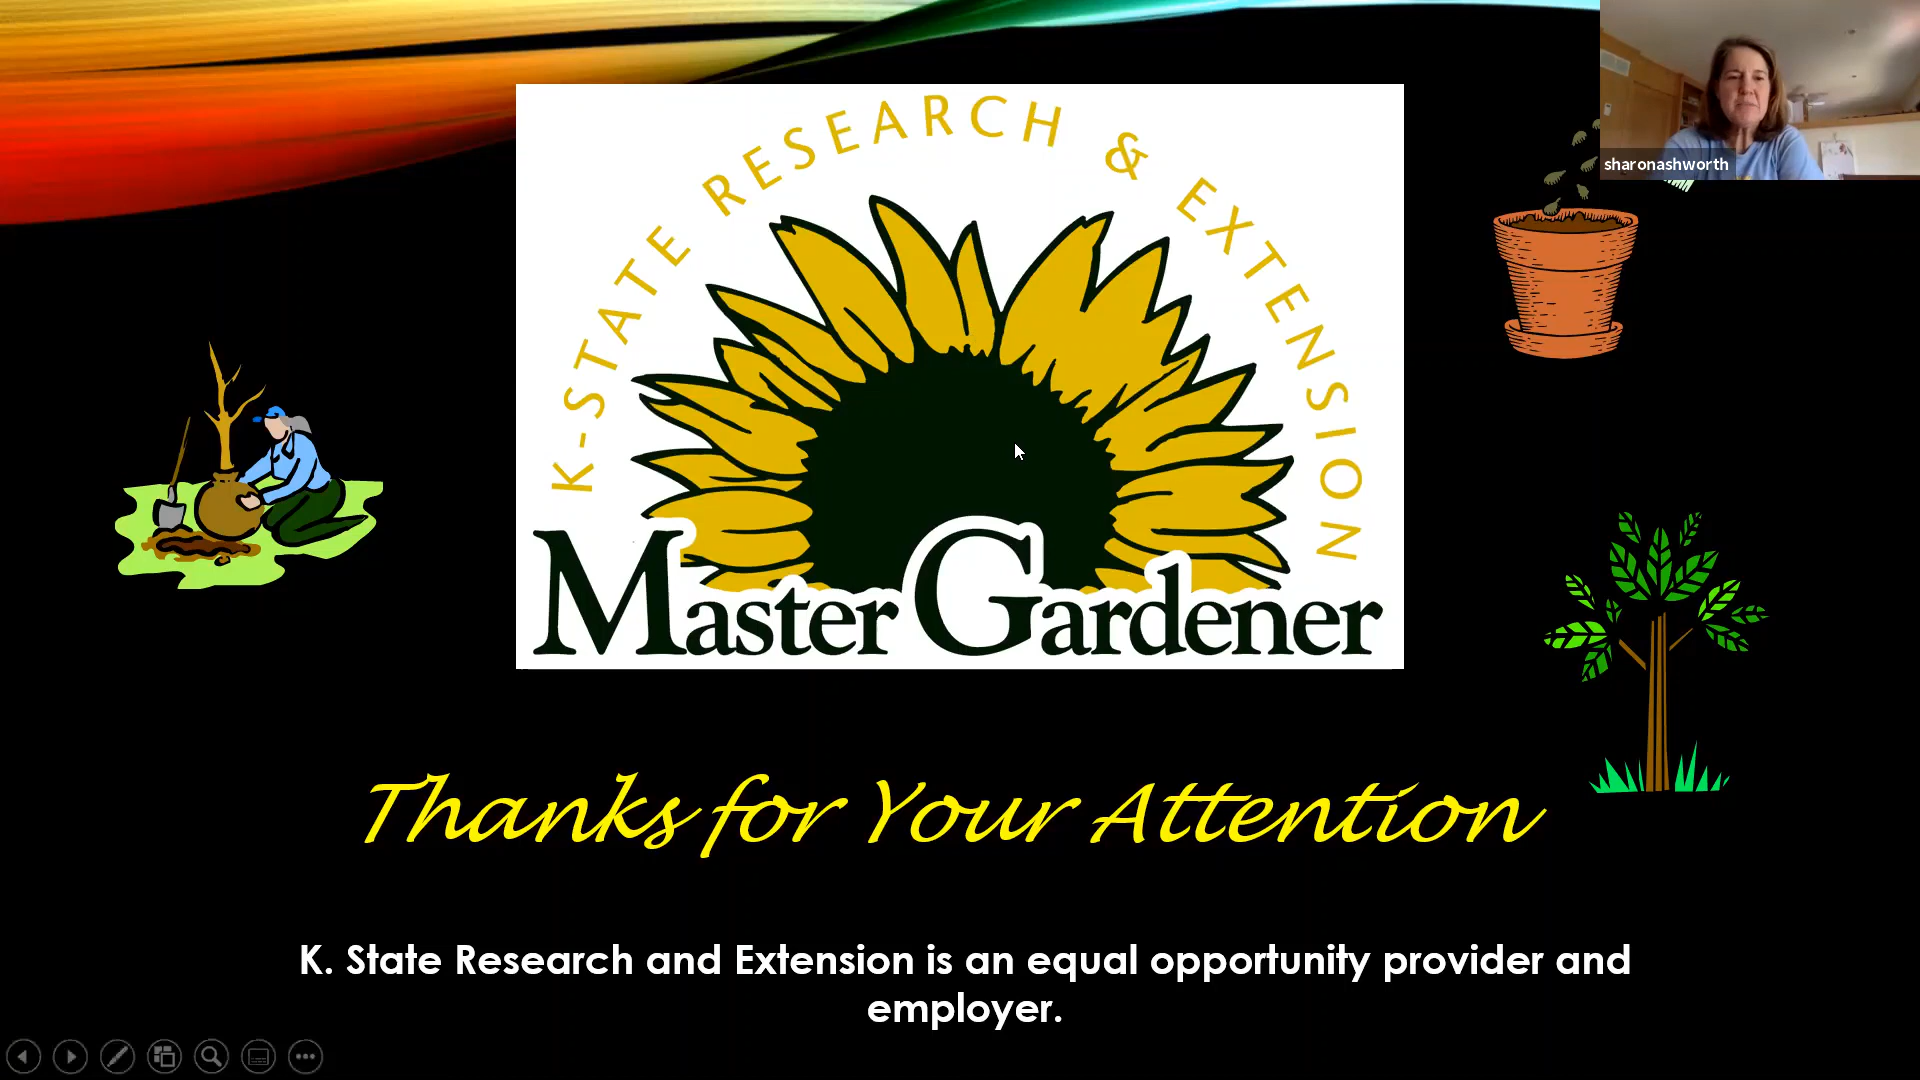 K-STATE RESEARCH & EXTENSION
Master Gardener
sharonashworth
Thanks for Your Attention
K. State Research and Extension is an equal opportunity provider and
employer.